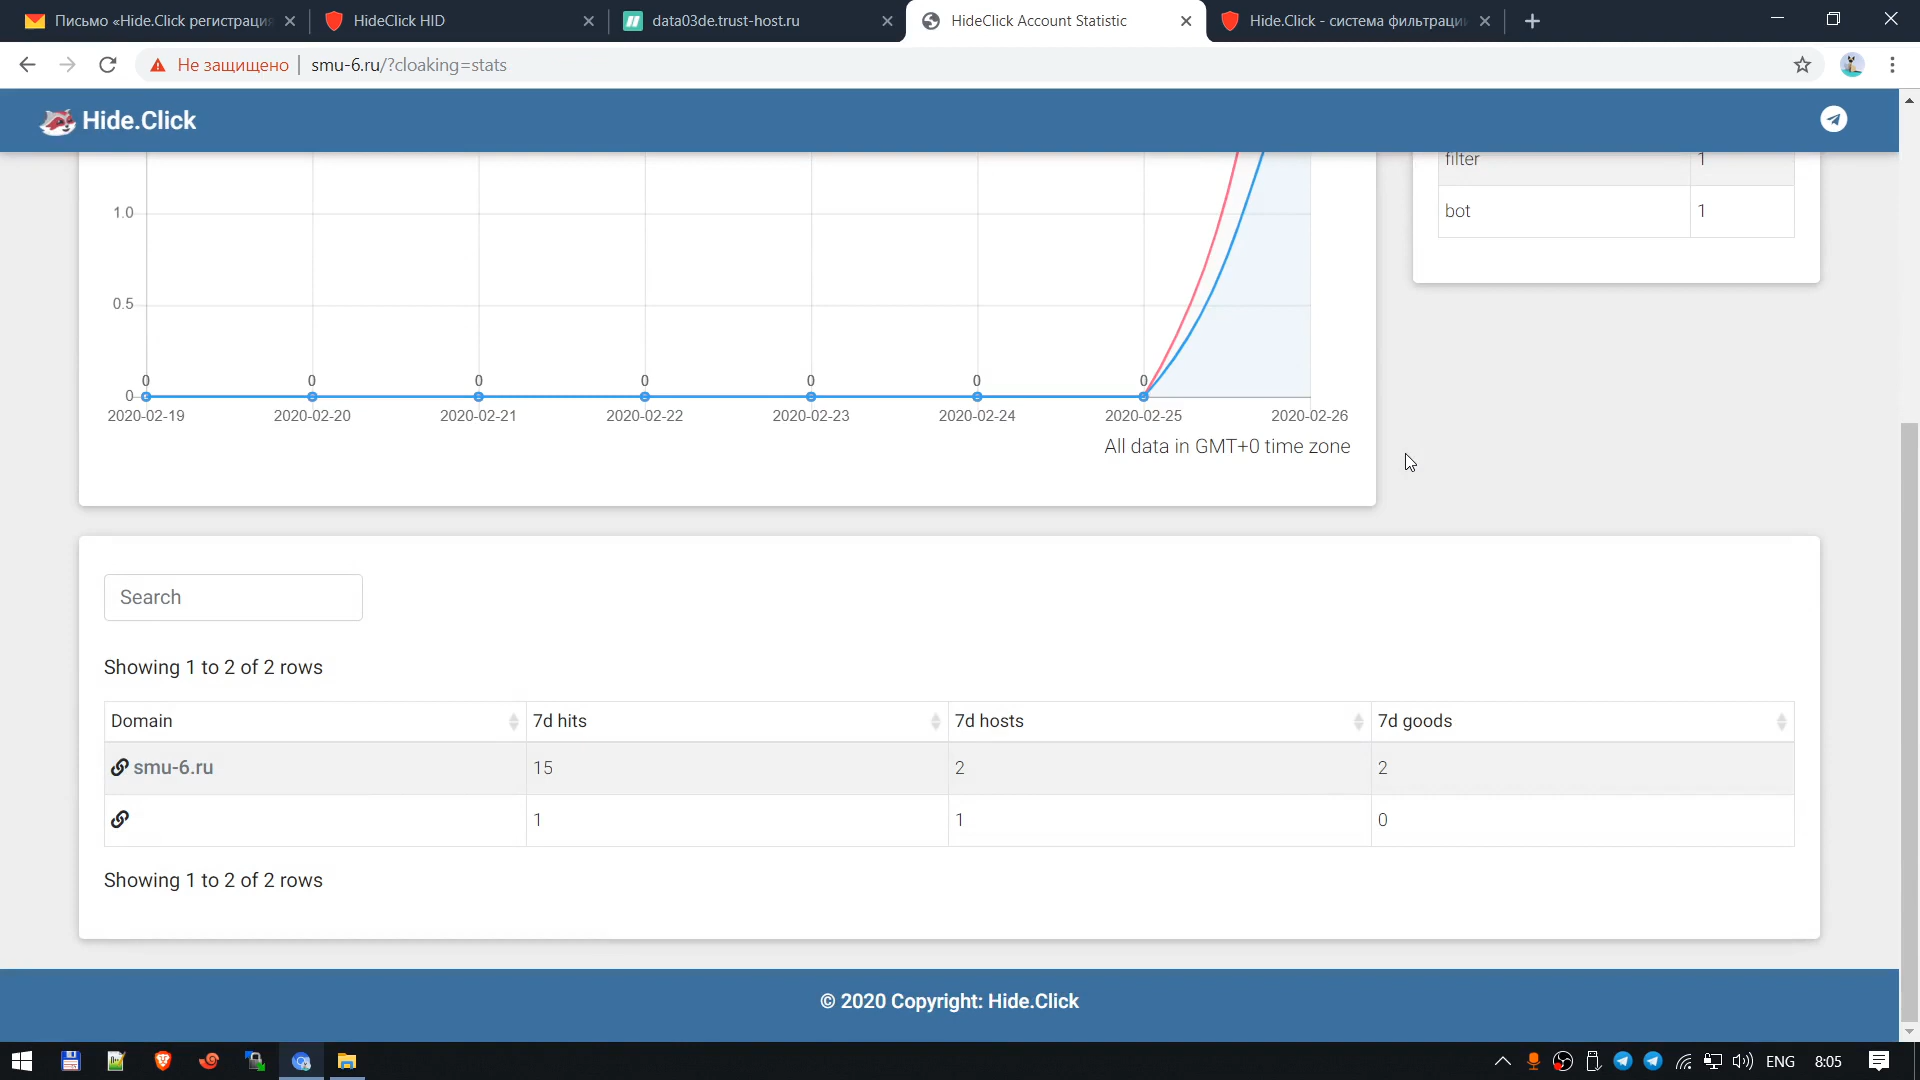 Письмо «Hide.Click регистрация
HideClick HID
data03de.trust-host.ru
HideClick Account Statistic
Hide.Click - система фильтраци
Не защищено
smu-6.ru/?cloaking=stats
Hide.Click
filter 1
bot 1
1.0
0.5
0
0 0 0 0 0 0 0
2020-02-19 2020-02-20 2020-02-21 2020-02-22 2020-02-23 2020-02-24 2020-02-25 2020-02-26
All data in GMT+0 time zone
Search
Showing 1 to 2 of 2 rows
Domain 7d hits 7d hosts 7d goods
smu-6.ru 15 2 2
1 1 0
Showing 1 to 2 of 2 rows
© 2020 Copyright: Hide.Click
ENG 8:05